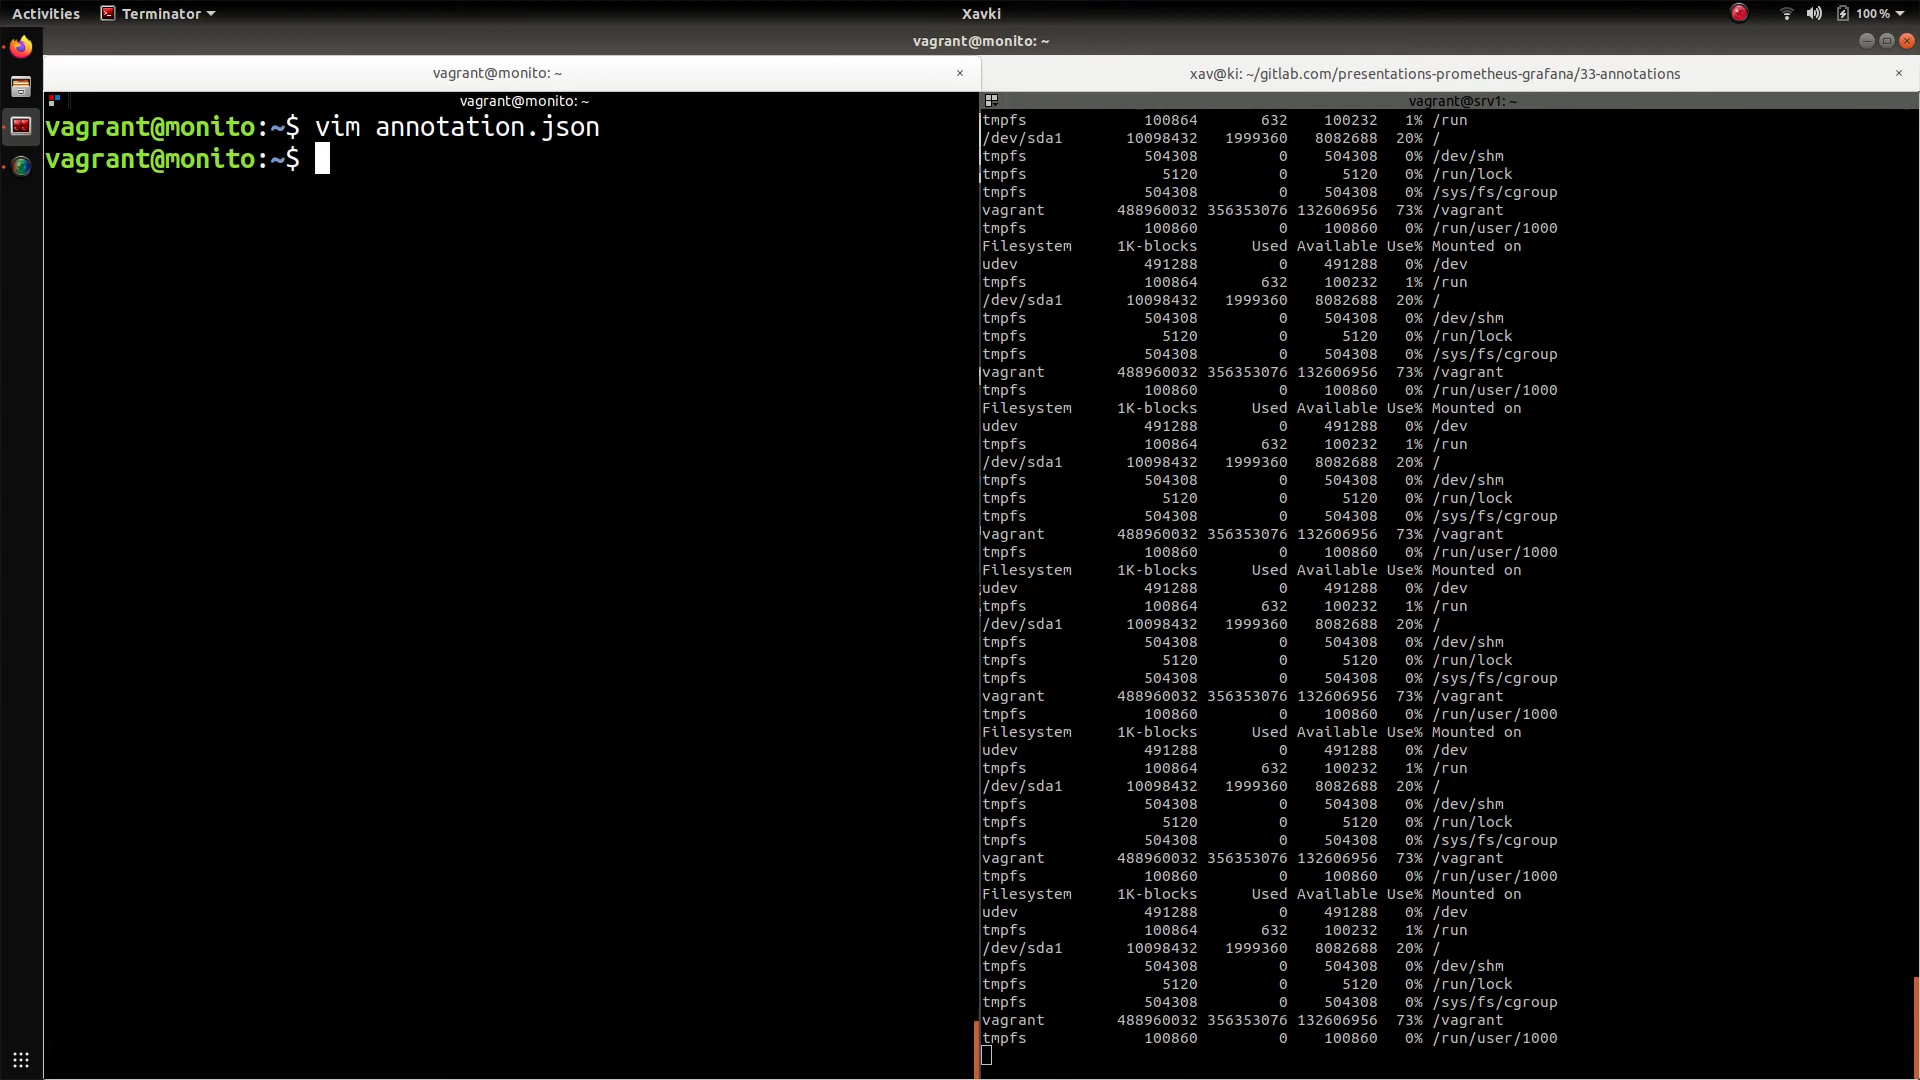 Activities Terminator Xavki 100 %
vagrant@monito: ~
vagrant@monito: ~ × xav@ki: ~/gitlab.com/presentations-prometheus-grafana/33-annotations ×
vagrant@monito: ~
vagrant@monito:~$ vim annotation.json
vagrant@monito:~$
vagrant@srv1: ~
tmpfs 100864 632 100232 1% /run
/dev/sda1 10098432 1999360 8082688 20% /
tmpfs 504308 0 504308 0% /dev/shm
tmpfs 5120 0 5120 0% /run/lock
tmpfs 504308 0 504308 0% /sys/fs/cgroup
vagrant 488960032 356353076 132606956 73% /vagrant
tmpfs 100860 0 100860 0% /run/user/1000
Filesystem 1K-blocks Used Available Use% Mounted on
udev 491288 0 491288 0% /dev
tmpfs 100864 632 100232 1% /run
/dev/sda1 10098432 1999360 8082688 20% /
tmpfs 504308 0 504308 0% /dev/shm
tmpfs 5120 0 5120 0% /run/lock
tmpfs 504308 0 504308 0% /sys/fs/cgroup
vagrant 488960032 356353076 132606956 73% /vagrant
tmpfs 100860 0 100860 0% /run/user/1000
Filesystem 1K-blocks Used Available Use% Mounted on
udev 491288 0 491288 0% /dev
tmpfs 100864 632 100232 1% /run
/dev/sda1 10098432 1999360 8082688 20% /
tmpfs 504308 0 504308 0% /dev/shm
tmpfs 5120 0 5120 0% /run/lock
tmpfs 504308 0 504308 0% /sys/fs/cgroup
vagrant 488960032 356353076 132606956 73% /vagrant
tmpfs 100860 0 100860 0% /run/user/1000
Filesystem 1K-blocks Used Available Use% Mounted on
udev 491288 0 491288 0% /dev
tmpfs 100864 632 100232 1% /run
/dev/sda1 10098432 1999360 8082688 20% /
tmpfs 504308 0 504308 0% /dev/shm
tmpfs 5120 0 5120 0% /run/lock
tmpfs 504308 0 504308 0% /sys/fs/cgroup
vagrant 488960032 356353076 132606956 73% /vagrant
tmpfs 100860 0 100860 0% /run/user/1000
Filesystem 1K-blocks Used Available Use% Mounted on
udev 491288 0 491288 0% /dev
tmpfs 100864 632 100232 1% /run
/dev/sda1 10098432 1999360 8082688 20% /
tmpfs 504308 0 504308 0% /dev/shm
tmpfs 5120 0 5120 0% /run/lock
tmpfs 504308 0 504308 0% /sys/fs/cgroup
vagrant 488960032 356353076 132606956 73% /vagrant
tmpfs 100860 0 100860 0% /run/user/1000
Filesystem 1K-blocks Used Available Use% Mounted on
udev 491288 0 491288 0% /dev
tmpfs 100864 632 100232 1% /run
/dev/sda1 10098432 1999360 8082688 20% /
tmpfs 504308 0 504308 0% /dev/shm
tmpfs 5120 0 5120 0% /run/lock
tmpfs 504308 0 504308 0% /sys/fs/cgroup
vagrant 488960032 356353076 132606956 73% /vagrant
tmpfs 100860 0 100860 0% /run/user/1000